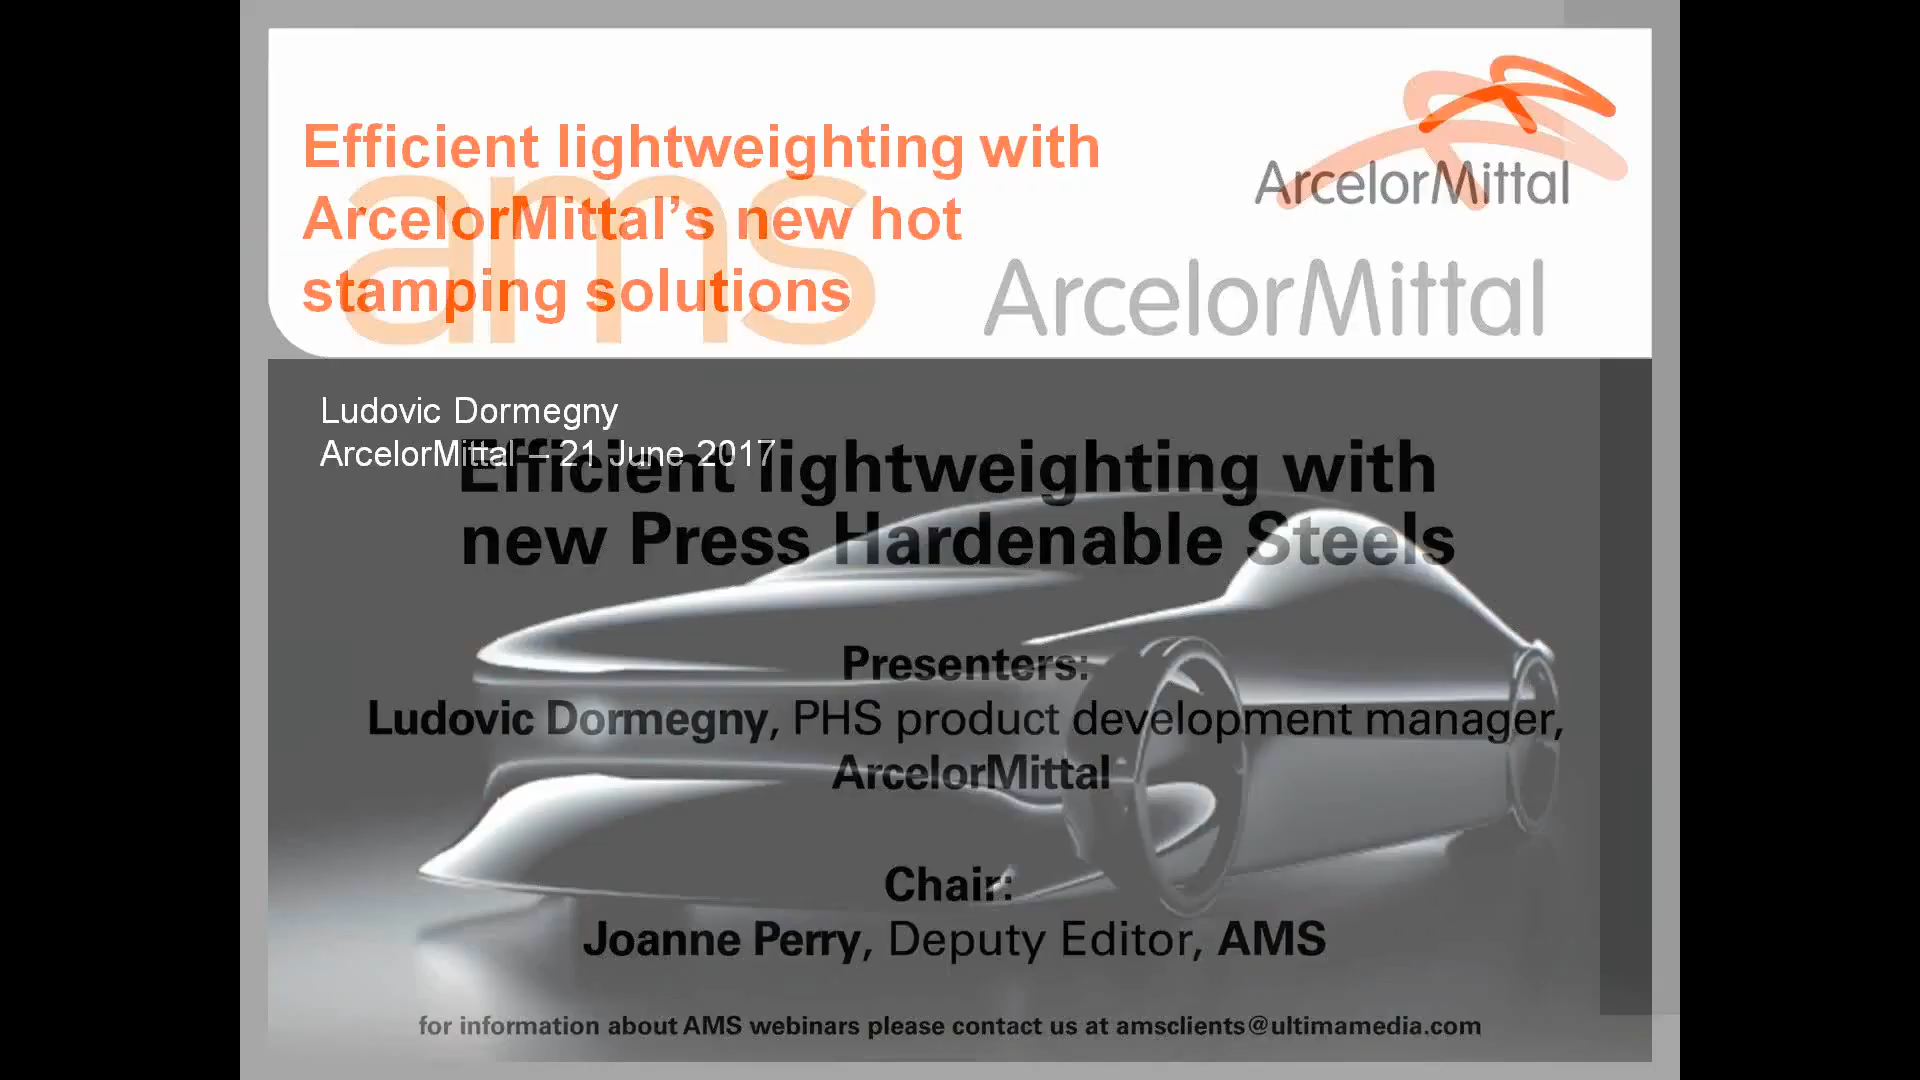 Efficient lightweighting with
ArcelorMittal’s new hot
stamping solutions
ArcelorMittal
ams
ArcelorMittal
Ludovic Dormegny
ArcelorMittal – 21 June 2017
Efficient lightweighting with
new Press Hardenable Steels
Presenters:
Ludovic Dormegny, PHS product development manager,
ArcelorMittal
Chair:
Joanne Perry, Deputy Editor, AMS
for information about AMS webinars please contact us at amsclients@ultimamedia.com